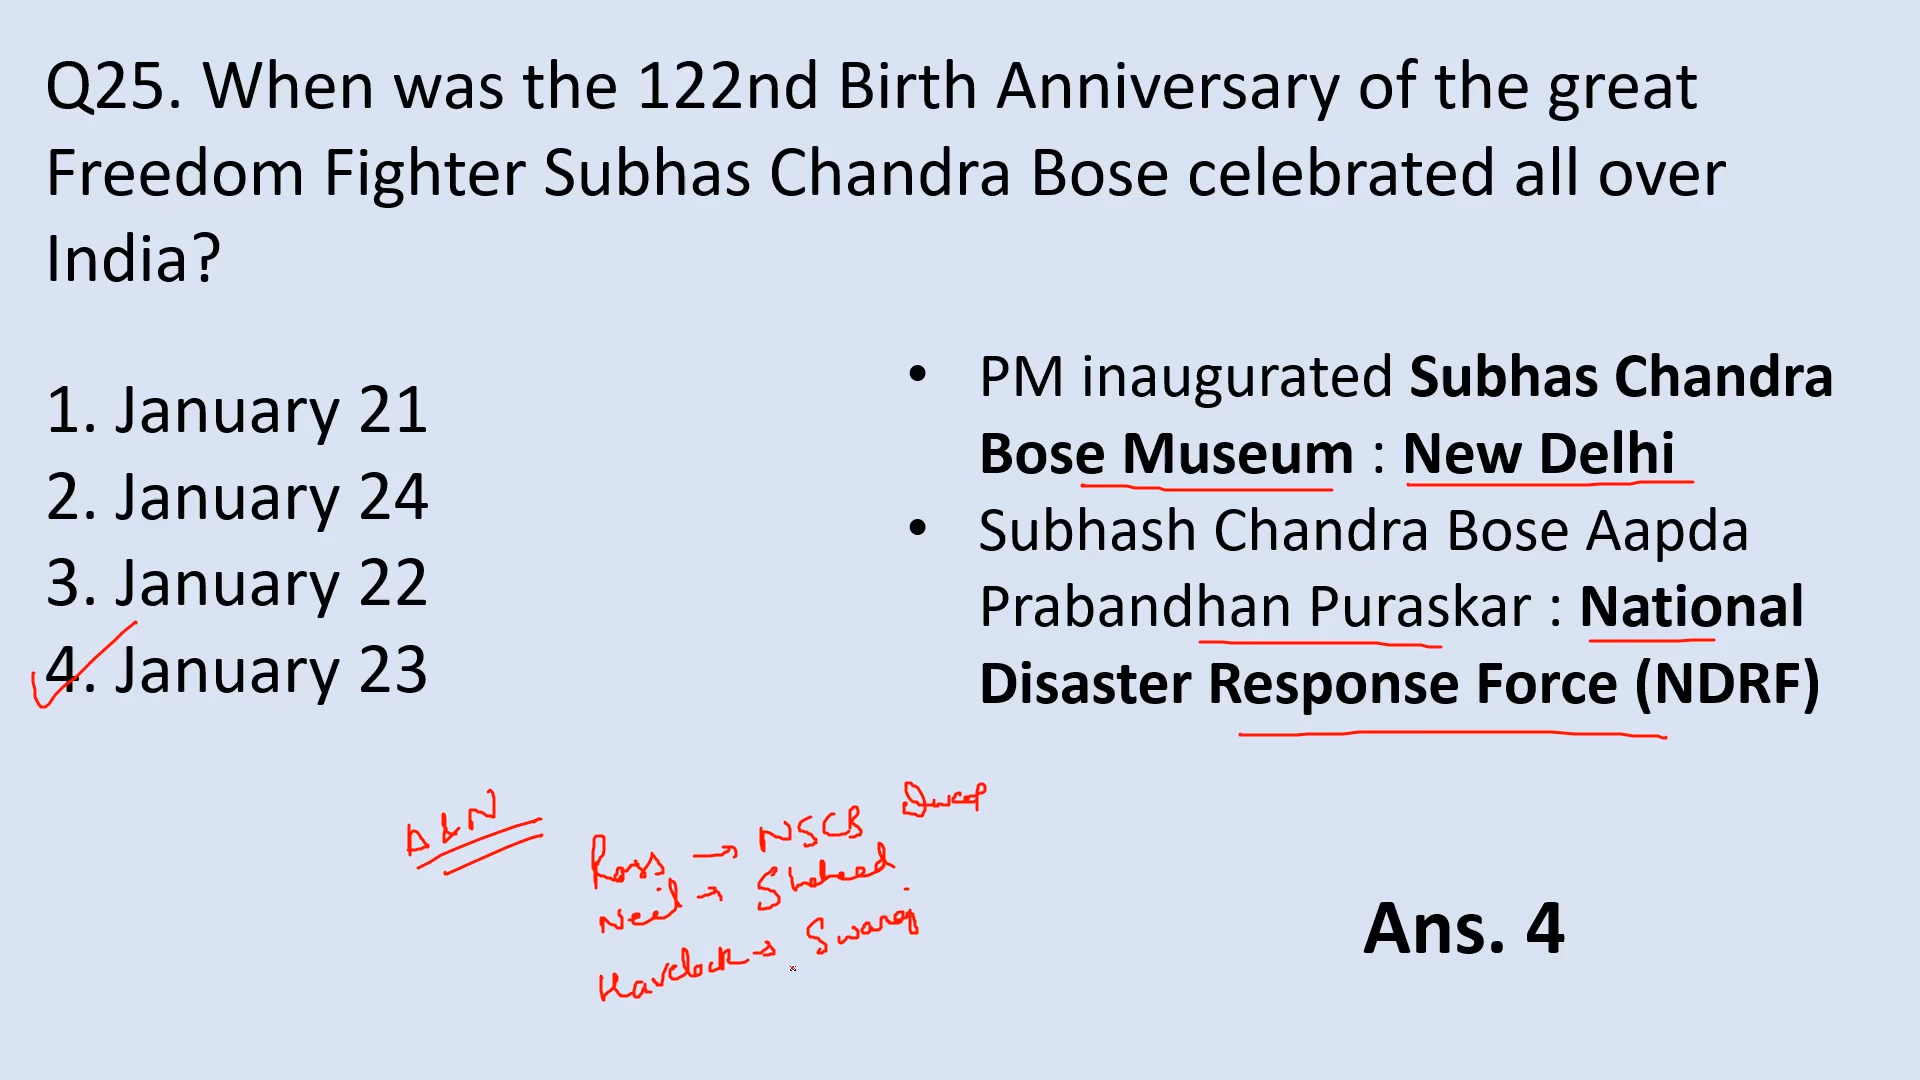 Q25. When was the 122nd Birth Anniversary of the great
Freedom Fighter Subhas Chandra Bose celebrated all over
India?
1. January 21
2. January 24
3. January 22
4. January 23
• PM inaugurated Subhas Chandra
Bose Museum : New Delhi
• Subhash Chandra Bose Aapda
Prabandhan Puraskar : National
Disaster Response Force (NDRF)
A&N
Ross → NSCB Dweep
Neil → Shaheed
Havelock → Swaraj
Ans. 4